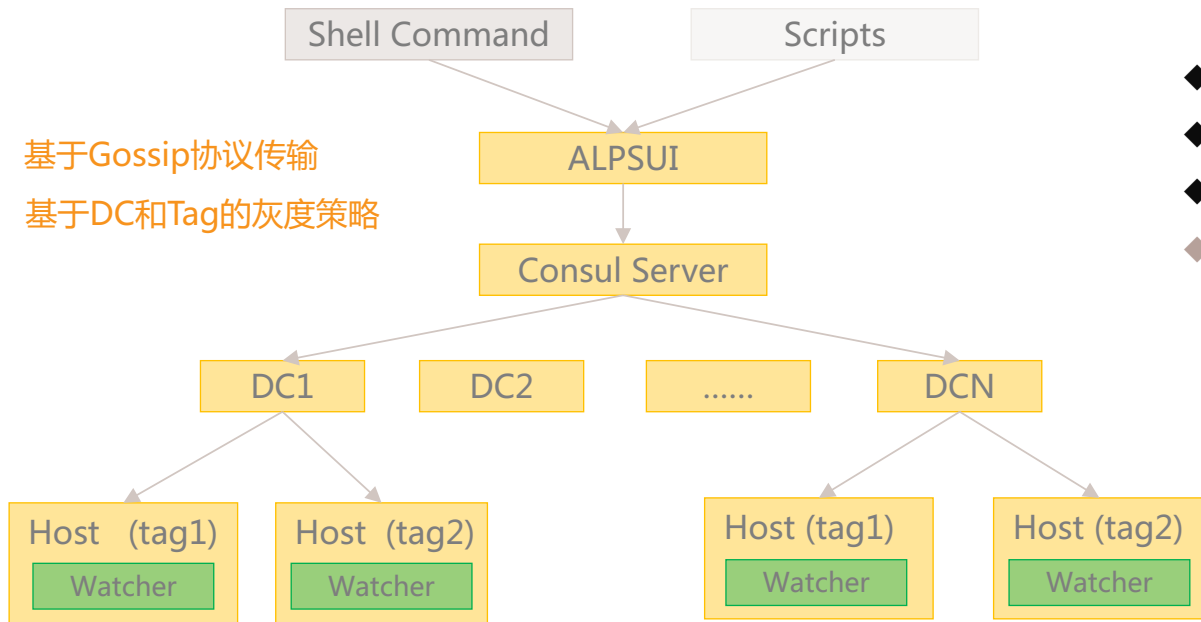 Shell Command
Scripts
基于Gossip协议传输
ALPSUI
基于DC和Tag的灰度策略
Consul Server
DC1
DC2
......
DCN
Host (tag1)
Host (tag2)
Host (tag1)
Host (tag2)
Watcher
Watcher
Watcher
Watcher